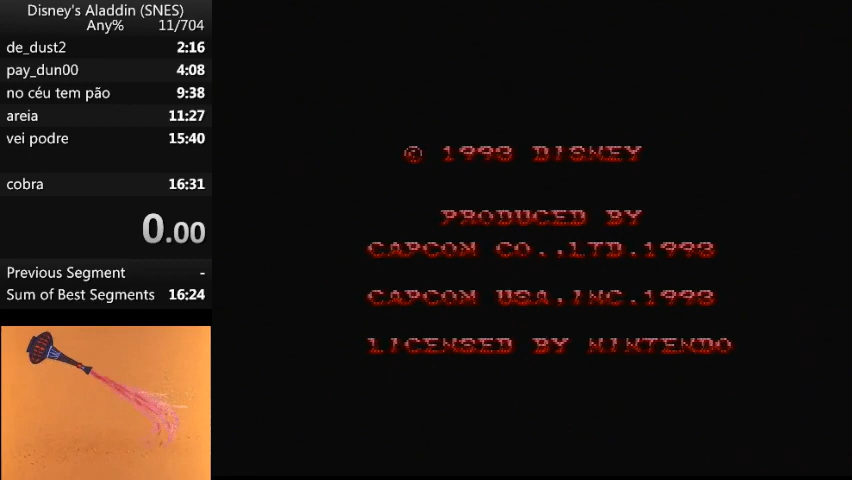 Disney's Aladdin (SNES)
Any% 11/704
de_dust2 2:16
pay_dun00 4:08
no céu tem pão 9:38
areia 11:27
vei podre 15:40
cobra 16:31
0.00
Previous Segment -
Sum of Best Segments 16:24
© 1993 DISNEY
PRODUCED BY
CAPCOM CO.,LTD.1993
CAPCOM USA.INC.1993
LICENSED BY NINTENDO